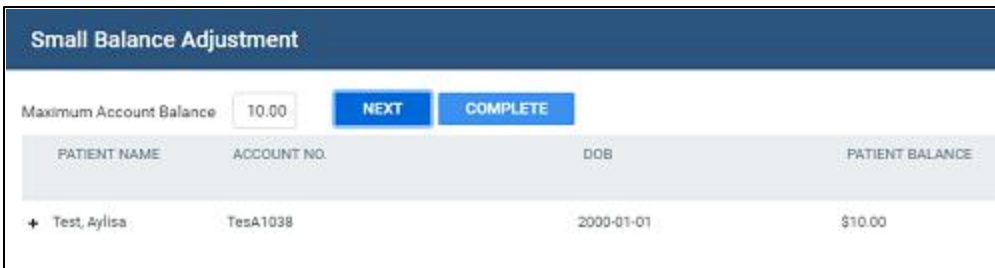 Small Balance Adjustment
Maximum Account Balance 10.00 NEXT COMPLETE
PATIENT NAME ACCOUNT NO. DOB PATIENT BALANCE
+ Test, Aylisa TesA1038 2000-01-01 $10.00